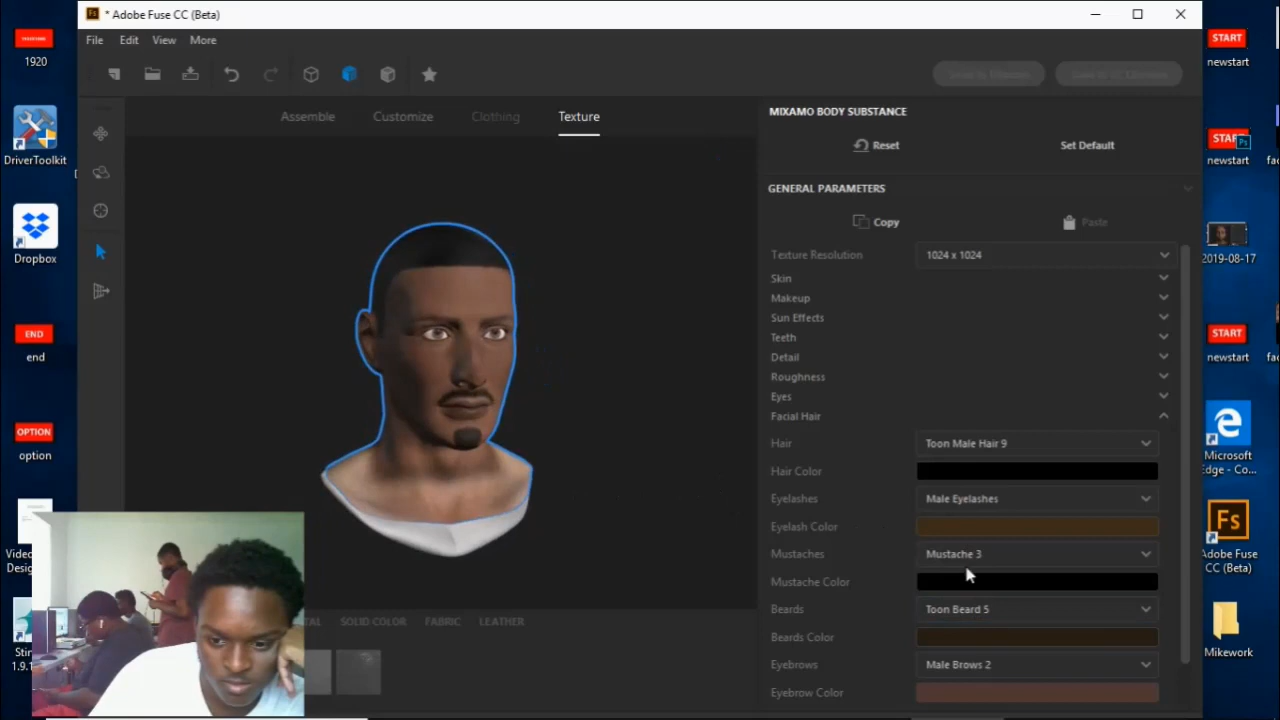 * Adobe Fuse CC (Beta)
File Edit View More
Assemble Customize Clothing Texture
MIXAMO BODY SUBSTANCE
Reset Set Default
GENERAL PARAMETERS
Copy Paste
Texture Resolution 1024 x 1024
Skin
Makeup
Sun Effects
Teeth
Detail
Roughness
Eyes
Facial Hair
Hair Toon Male Hair 9
Hair Color
Eyelashes Male Eyelashes
Eyelash Color
Mustaches Mustache 3
Mustache Color
Beards Toon Beard 5
Beards Color
Eyebrows Male Brows 2
Eyebrow Color
SOLID COLOR FABRIC LEATHER
1920
DriverToolkit
Dropbox
END
end
OPTION
option
START
newstart
newstart
2019-08-17
START
newstart
Microsoft
Edge - Co...
Fs
Adobe Fuse
CC (Beta)
Mikework